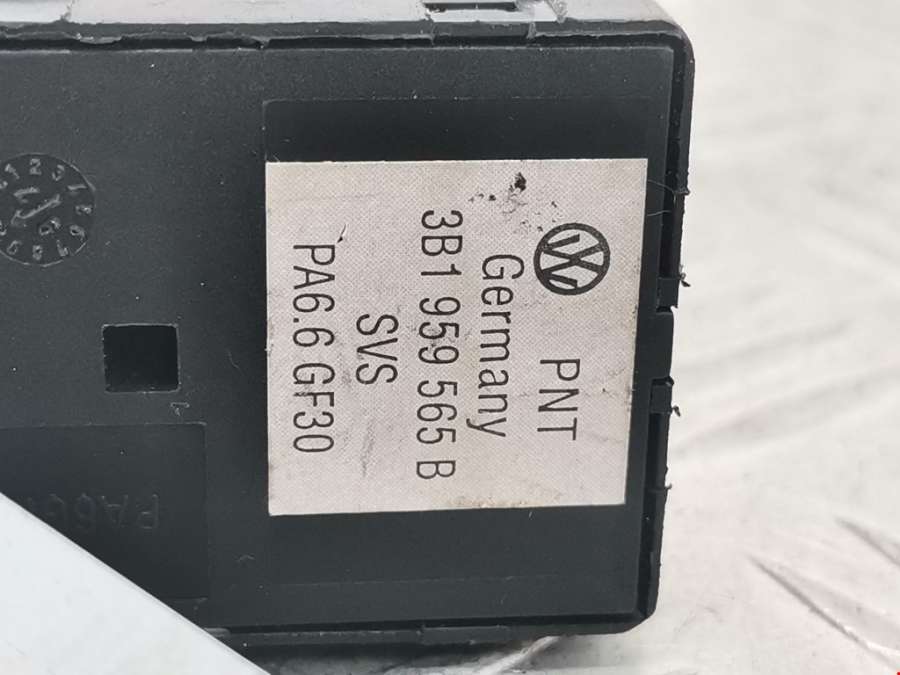 PNT
Germany
3B1 959 565 B
SVS
PA6.6 GF30